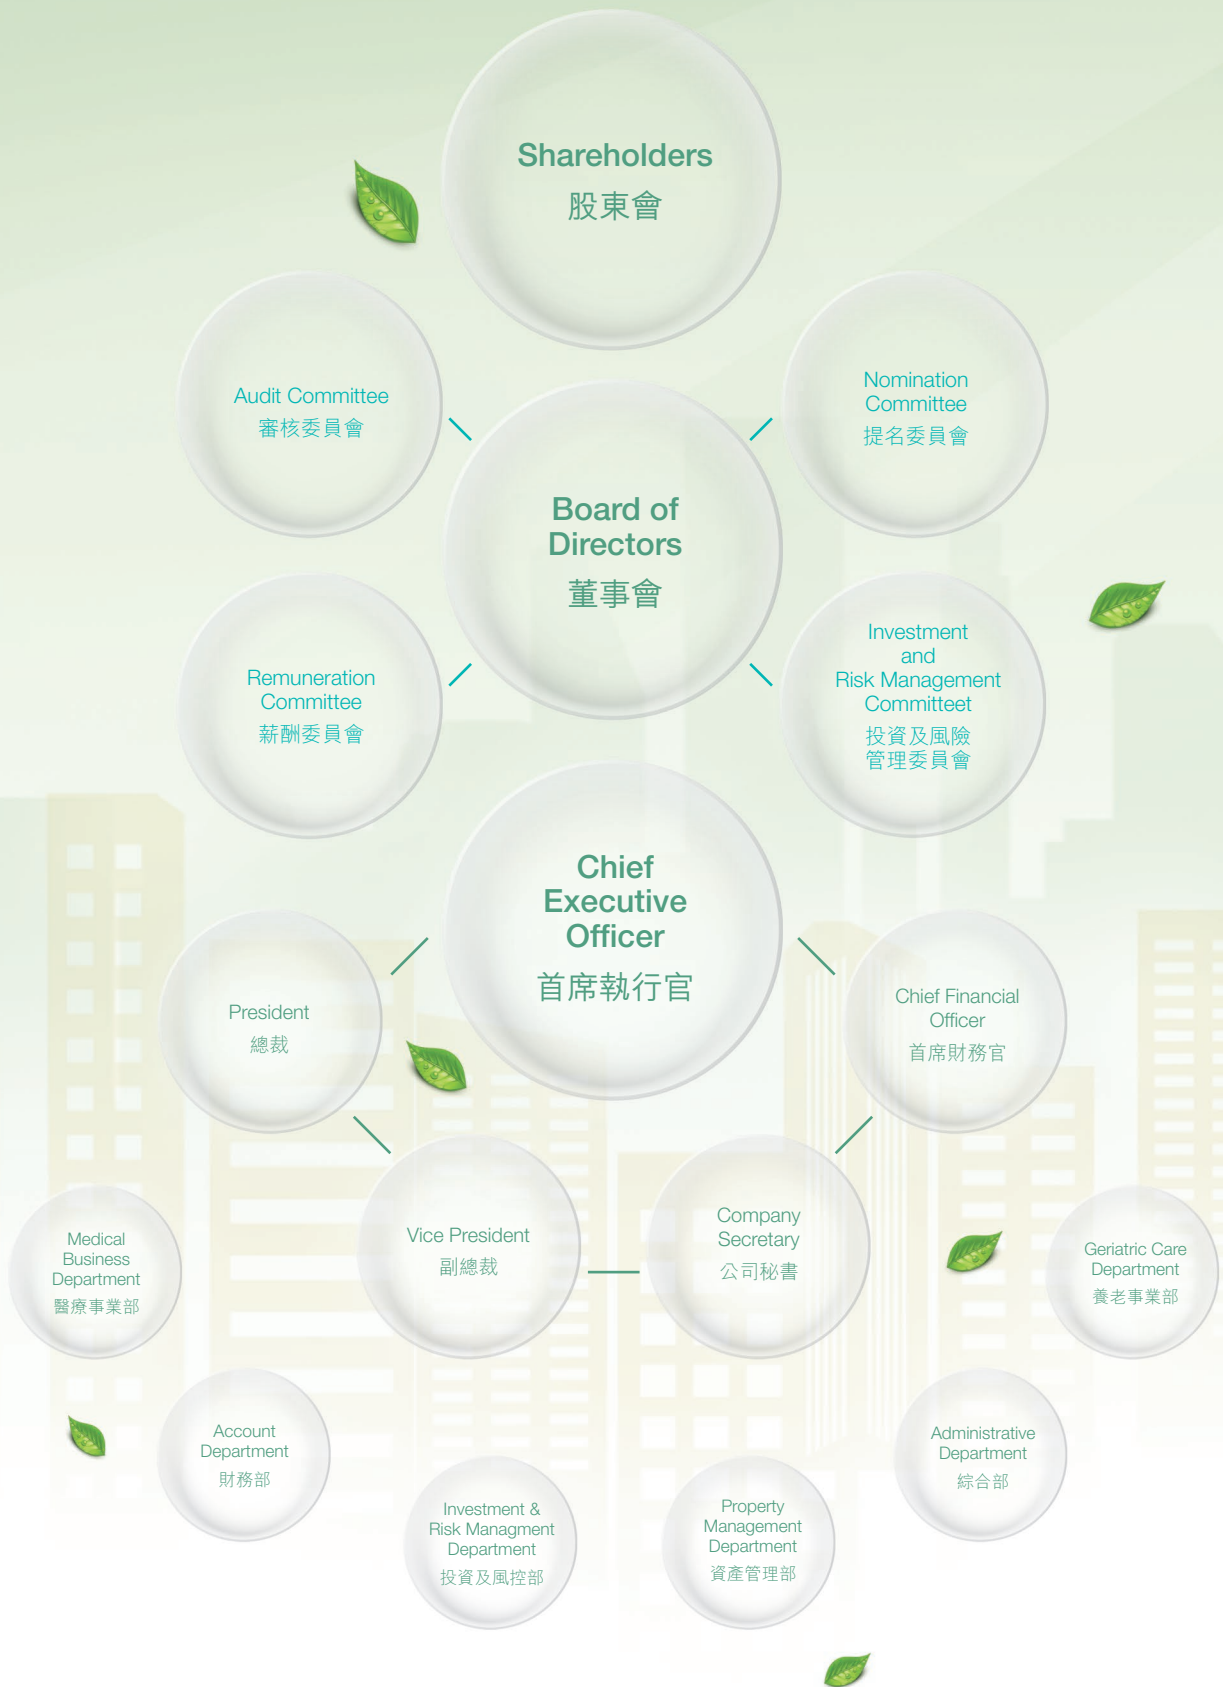 Shareholders
股東會
Audit Committee
審核委員會
Nomination
Committee
提名委員會
Board of
Directors
董事會
Remuneration
Committee
薪酬委員會
Investment
and
Risk Management
Committeet
投資及風險
管理委員會
Chief
Executive
Officer
首席執行官
President
總裁
Chief Financial
Officer
首席財務官
Vice President
副總裁
Company
Secretary
公司秘書
Medical
Business
Department
醫療事業部
Geriatric Care
Department
養老事業部
Account
Department
財務部
Administrative
Department
綜合部
Investment &
Risk Managment
Department
投資及風控部
Property
Management
Department
資產管理部